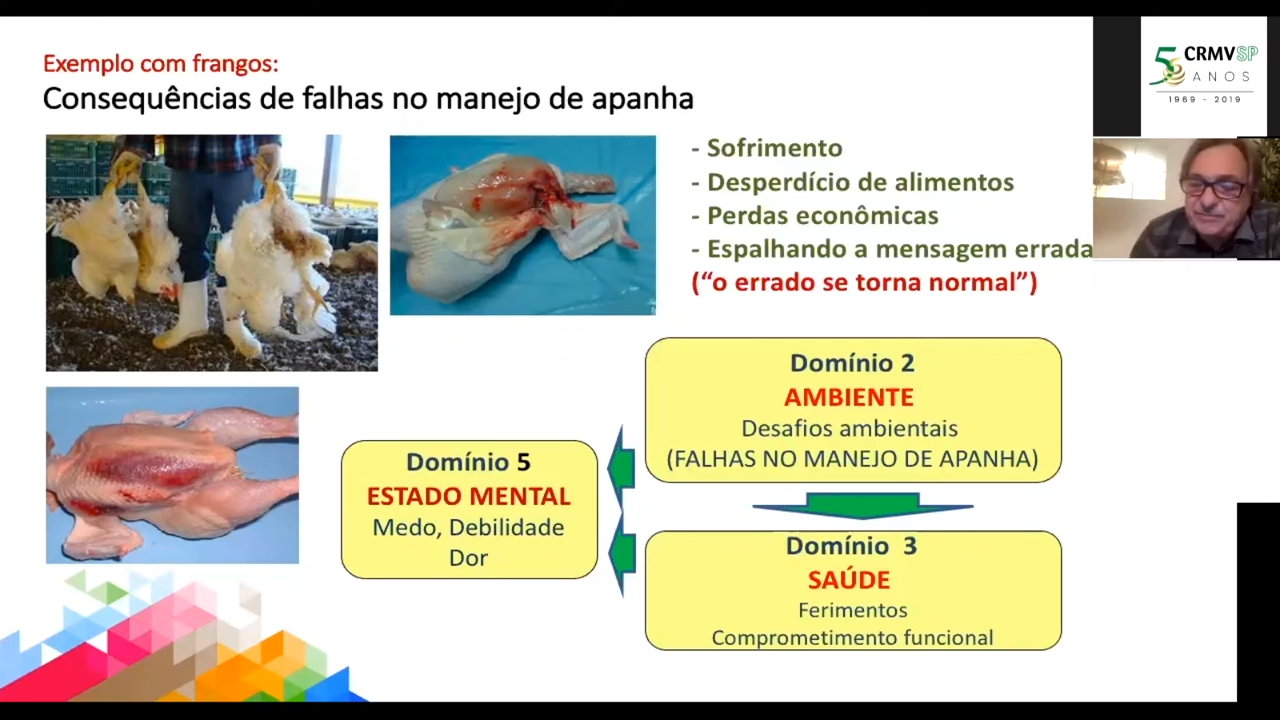 Exemplo com frangos:
Consequências de falhas no manejo de apanha
- Sofrimento
- Desperdício de alimentos
- Perdas econômicas
- Espalhando a mensagem errada
(“o errado se torna normal”)
Domínio 2
AMBIENTE
Desafios ambientais
(FALHAS NO MANEJO DE APANHA)
Domínio 5
ESTADO MENTAL
Medo, Debilidade
Dor
Domínio 3
SAÚDE
Ferimentos
Comprometimento funcional
CRMVSP
ANOS
1969 - 2019